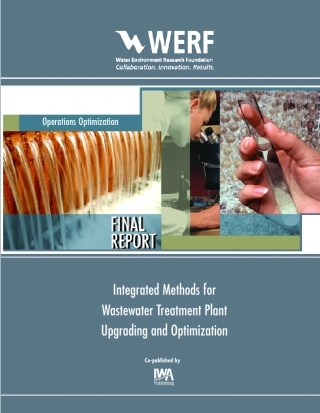 WERF
Water Environment Research Foundation
Collaboration. Innovation. Results.
Operations Optimization
FINAL
REPORT
Integrated Methods for
Wastewater Treatment Plant
Upgrading and Optimization
Co-published by
IWA
Publishing